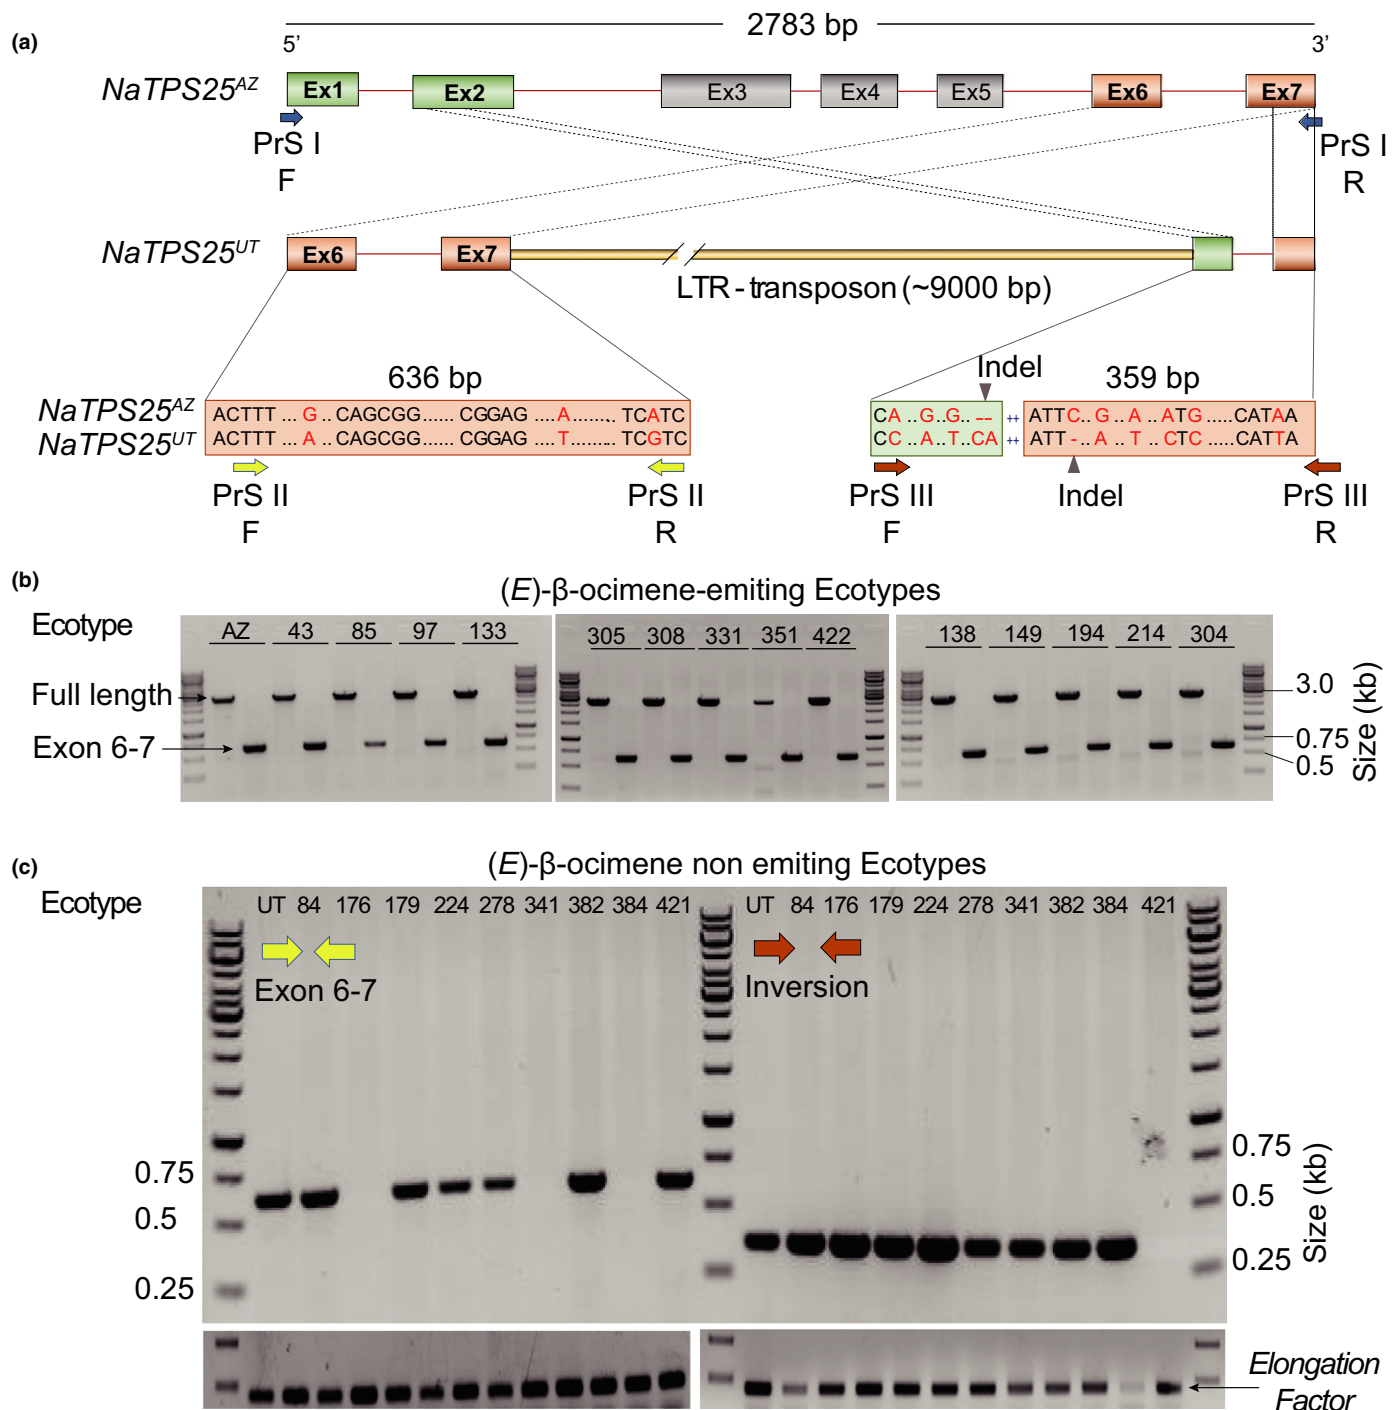 (a)
2783 bp
5’ 3’
NaTPS25AZ Ex1 Ex2 Ex3 Ex4 Ex5 Ex6 Ex7
PrS I
F
PrS I
R
NaTPS25UT Ex6 Ex7
LTR-transposon (~9000 bp)
636 bp
Indel
359 bp
NaTPS25AZ ACTTT ... G .. CAGCGG ...... CGGAG ... A ........ TCATC
NaTPS25UT ACTTT ... A .. CAGCGG ...... CGGAG ... T ........ TCGTC
CA..G..G..-- ++ ATTC..G..A..ATG.....CATAA
CC..A..T..CA ++ ATT-..A..T..CTC.....CATTA
PrS II
F
PrS II
R
PrS III
F
Indel
PrS III
R
(b)
(E)-β-ocimene-emiting Ecotypes
Ecotype AZ 43 85 97 133 305 308 331 351 422 138 149 194 214 304
Full length
Exon 6-7
3.0
0.75
0.5
Size (kb)
(c)
(E)-β-ocimene non emiting Ecotypes
Ecotype UT 84 176 179 224 278 341 382 384 421 UT 84 176 179 224 278 341 382 384 421
Exon 6-7
Inversion
0.75
0.5
0.25
0.75
0.5
0.25
Size (kb)
Elongation
Factor